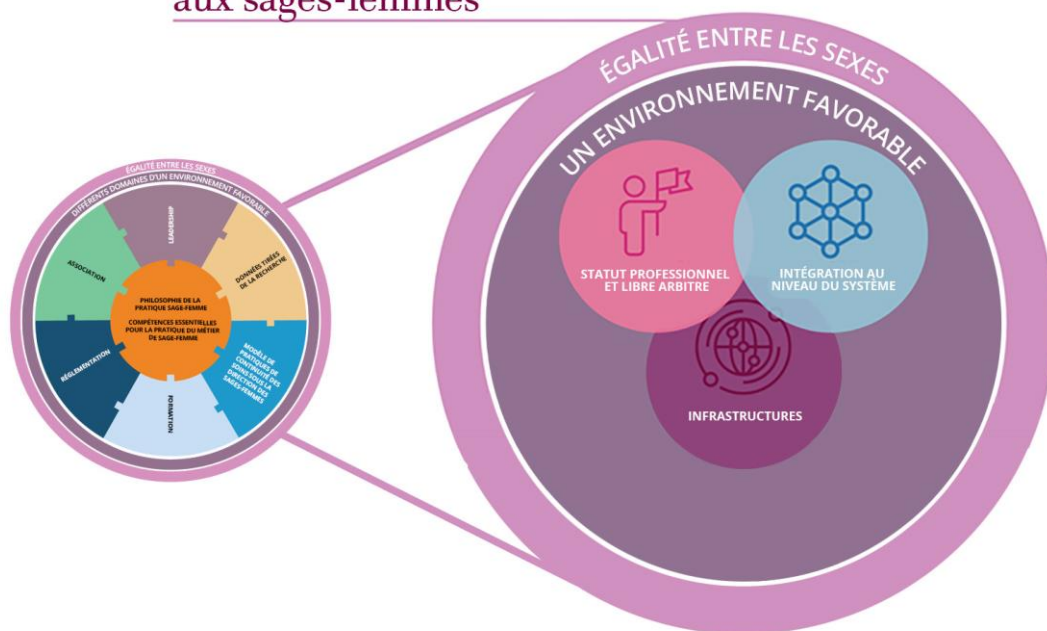 aux sages-femmes
ÉGALITÉ ENTRE LES SEXES
DIFFÉRENTS DOMAINES D'UN ENVIRONNEMENT FAVORABLE
LEADERSHIP
DONNÉES TIRÉES
DE LA RECHERCHE
MODÈLE DE
PRATIQUES DE
CONTINUITÉ DES
SOINS SOUS LA
DIRECTION DES
SAGES-FEMMES
FORMATION
RÉGLEMENTATION
ASSOCIATION
PHILOSOPHIE DE LA
PRATIQUE SAGE-FEMME
COMPÉTENCES ESSENTIELLES
POUR LA PRATIQUE DU MÉTIER
DE SAGE-FEMME
ÉGALITÉ ENTRE LES SEXES
UN ENVIRONNEMENT FAVORABLE
STATUT PROFESSIONNEL
ET LIBRE ARBITRE
INTÉGRATION AU
NIVEAU DU SYSTÈME
INFRASTRUCTURES